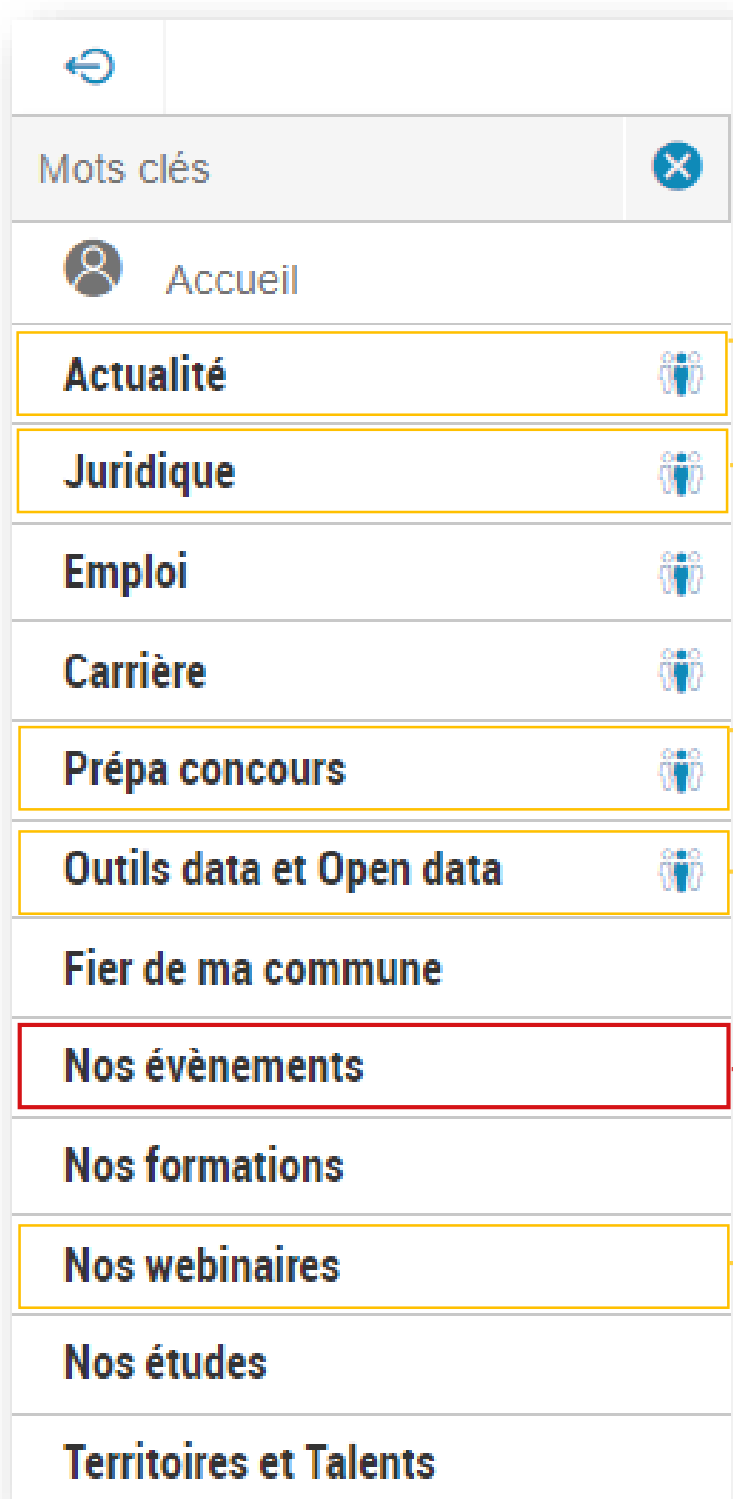 Mots clés
Accueil
Actualité
Juridique
Emploi
Carrière
Prépa concours
Outils data et Open data
Fier de ma commune
Nos évènements
Nos formations
Nos webinaires
Nos études
Territoires et Talents